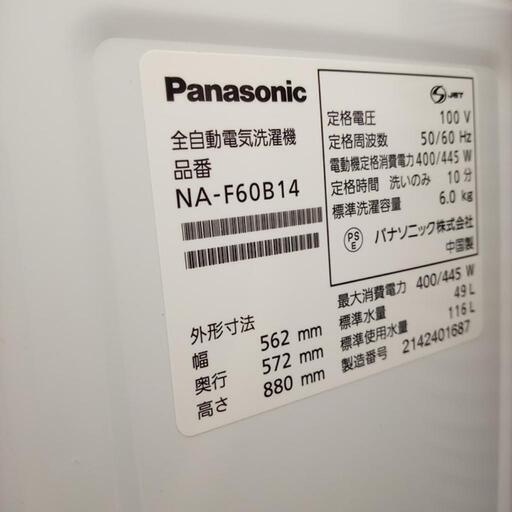 Panasonic
全自動電気洗濯機
品番
NA-F60B14
外形寸法
幅 562 mm
奥行 572 mm
高さ 880 mm
S JET
定格電圧 100 V
定格周波数 50/60 Hz
電動機定格消費電力 400/445 W
定格時間 洗いのみ 10 分
標準洗濯容量 6.0 kg
PSE パナソニック株式会社
中国製
最大消費電力 400/445 W
標準水量 49 L
標準使用水量 116 L
製造番号 2142401687